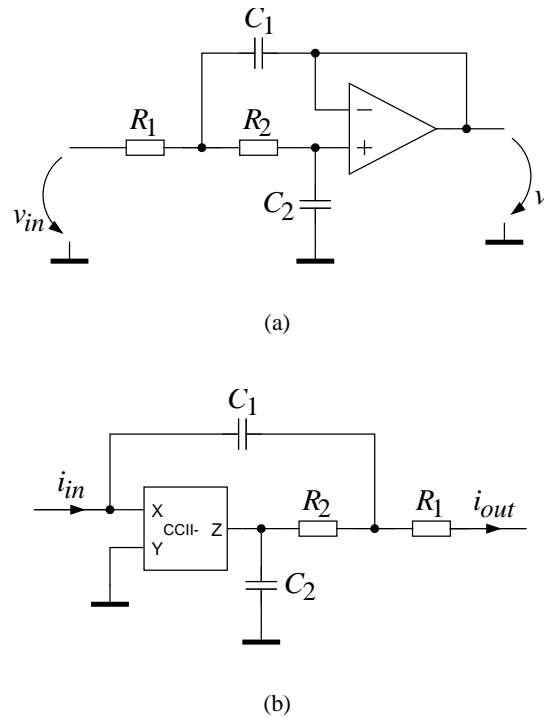 C1
R1
R2
−
+
C2
vin
v
(a)
C1
iin
X
CCII-
Z
Y
R2
R1
iout
C2
(b)